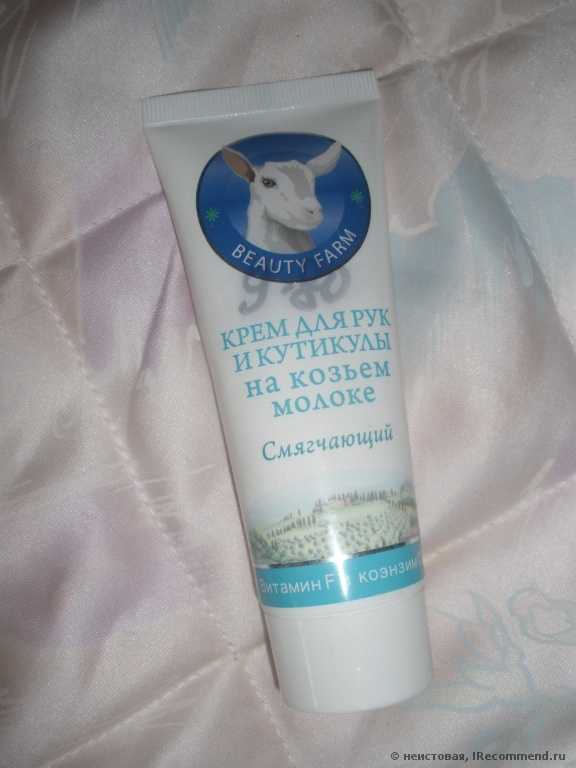 BEAUTY FARM
КРЕМ ДЛЯ РУК
И КУТИКУЛЫ
на козьем
молоке
Смягчающий
Витамин F коэнзим
© неистовая, IRecommend.ru